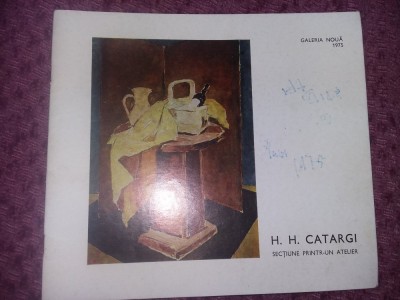 GALERIA NOUĂ
1975
H. H. CATARGI
SECȚIUNE PRINTR-UN ATELIER